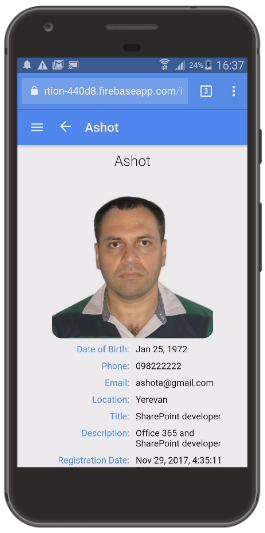 24% 16:37
ition-440d8.firebaseapp.com/i 3
Ashot
Ashot
Date of Birth: Jan 25, 1972
Phone: 098222222
Email: ashota@gmail.com
Location: Yerevan
Title: SharePoint developer
Description: Office 365 and
SharePoint developer
Registration Date: Nov 29, 2017, 4:35:11